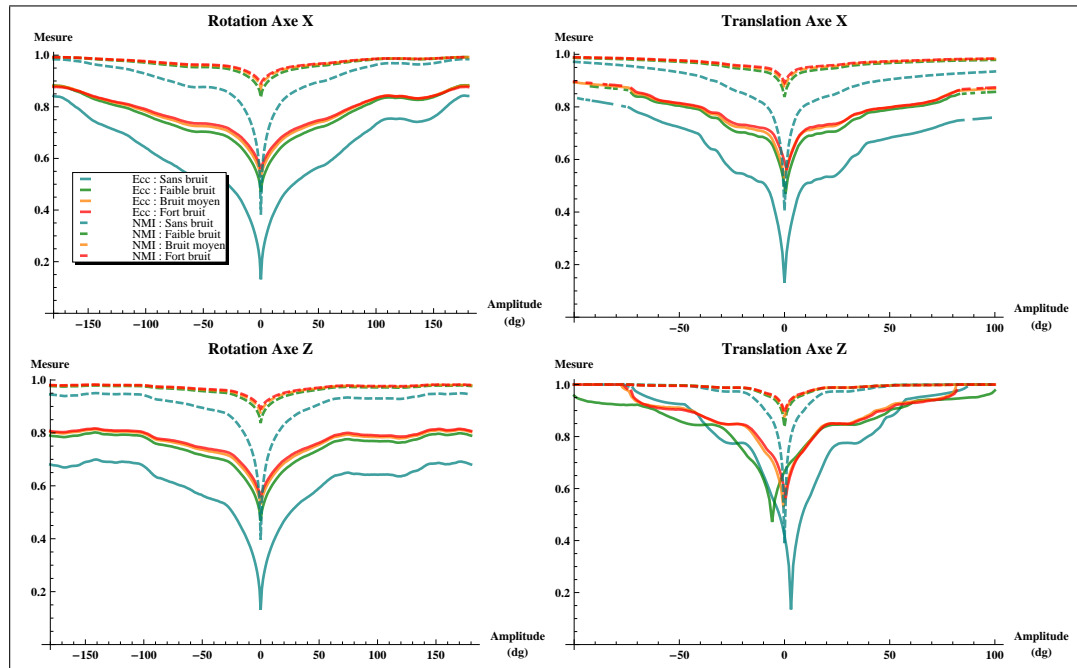 Rotation Axe X
Mesure
1.0
0.8
0.6
0.4
0.2
Ecc : Sans bruit
Ecc : Faible bruit
Ecc : Bruit moyen
Ecc : Fort bruit
NMI : Sans bruit
NMI : Faible bruit
NMI : Bruit moyen
NMI : Fort bruit
−150 −100 −50 0 50 100 150
Amplitude
(dg)
Translation Axe X
Mesure
1.0
0.8
0.6
0.4
0.2
−50 0 50 100
Amplitude
(dg)
Rotation Axe Z
Mesure
1.0
0.8
0.6
0.4
0.2
−150 −100 −50 0 50 100 150
Amplitude
(dg)
Translation Axe Z
Mesure
1.0
0.8
0.6
0.4
0.2
−50 0 50 100
Amplitude
(dg)